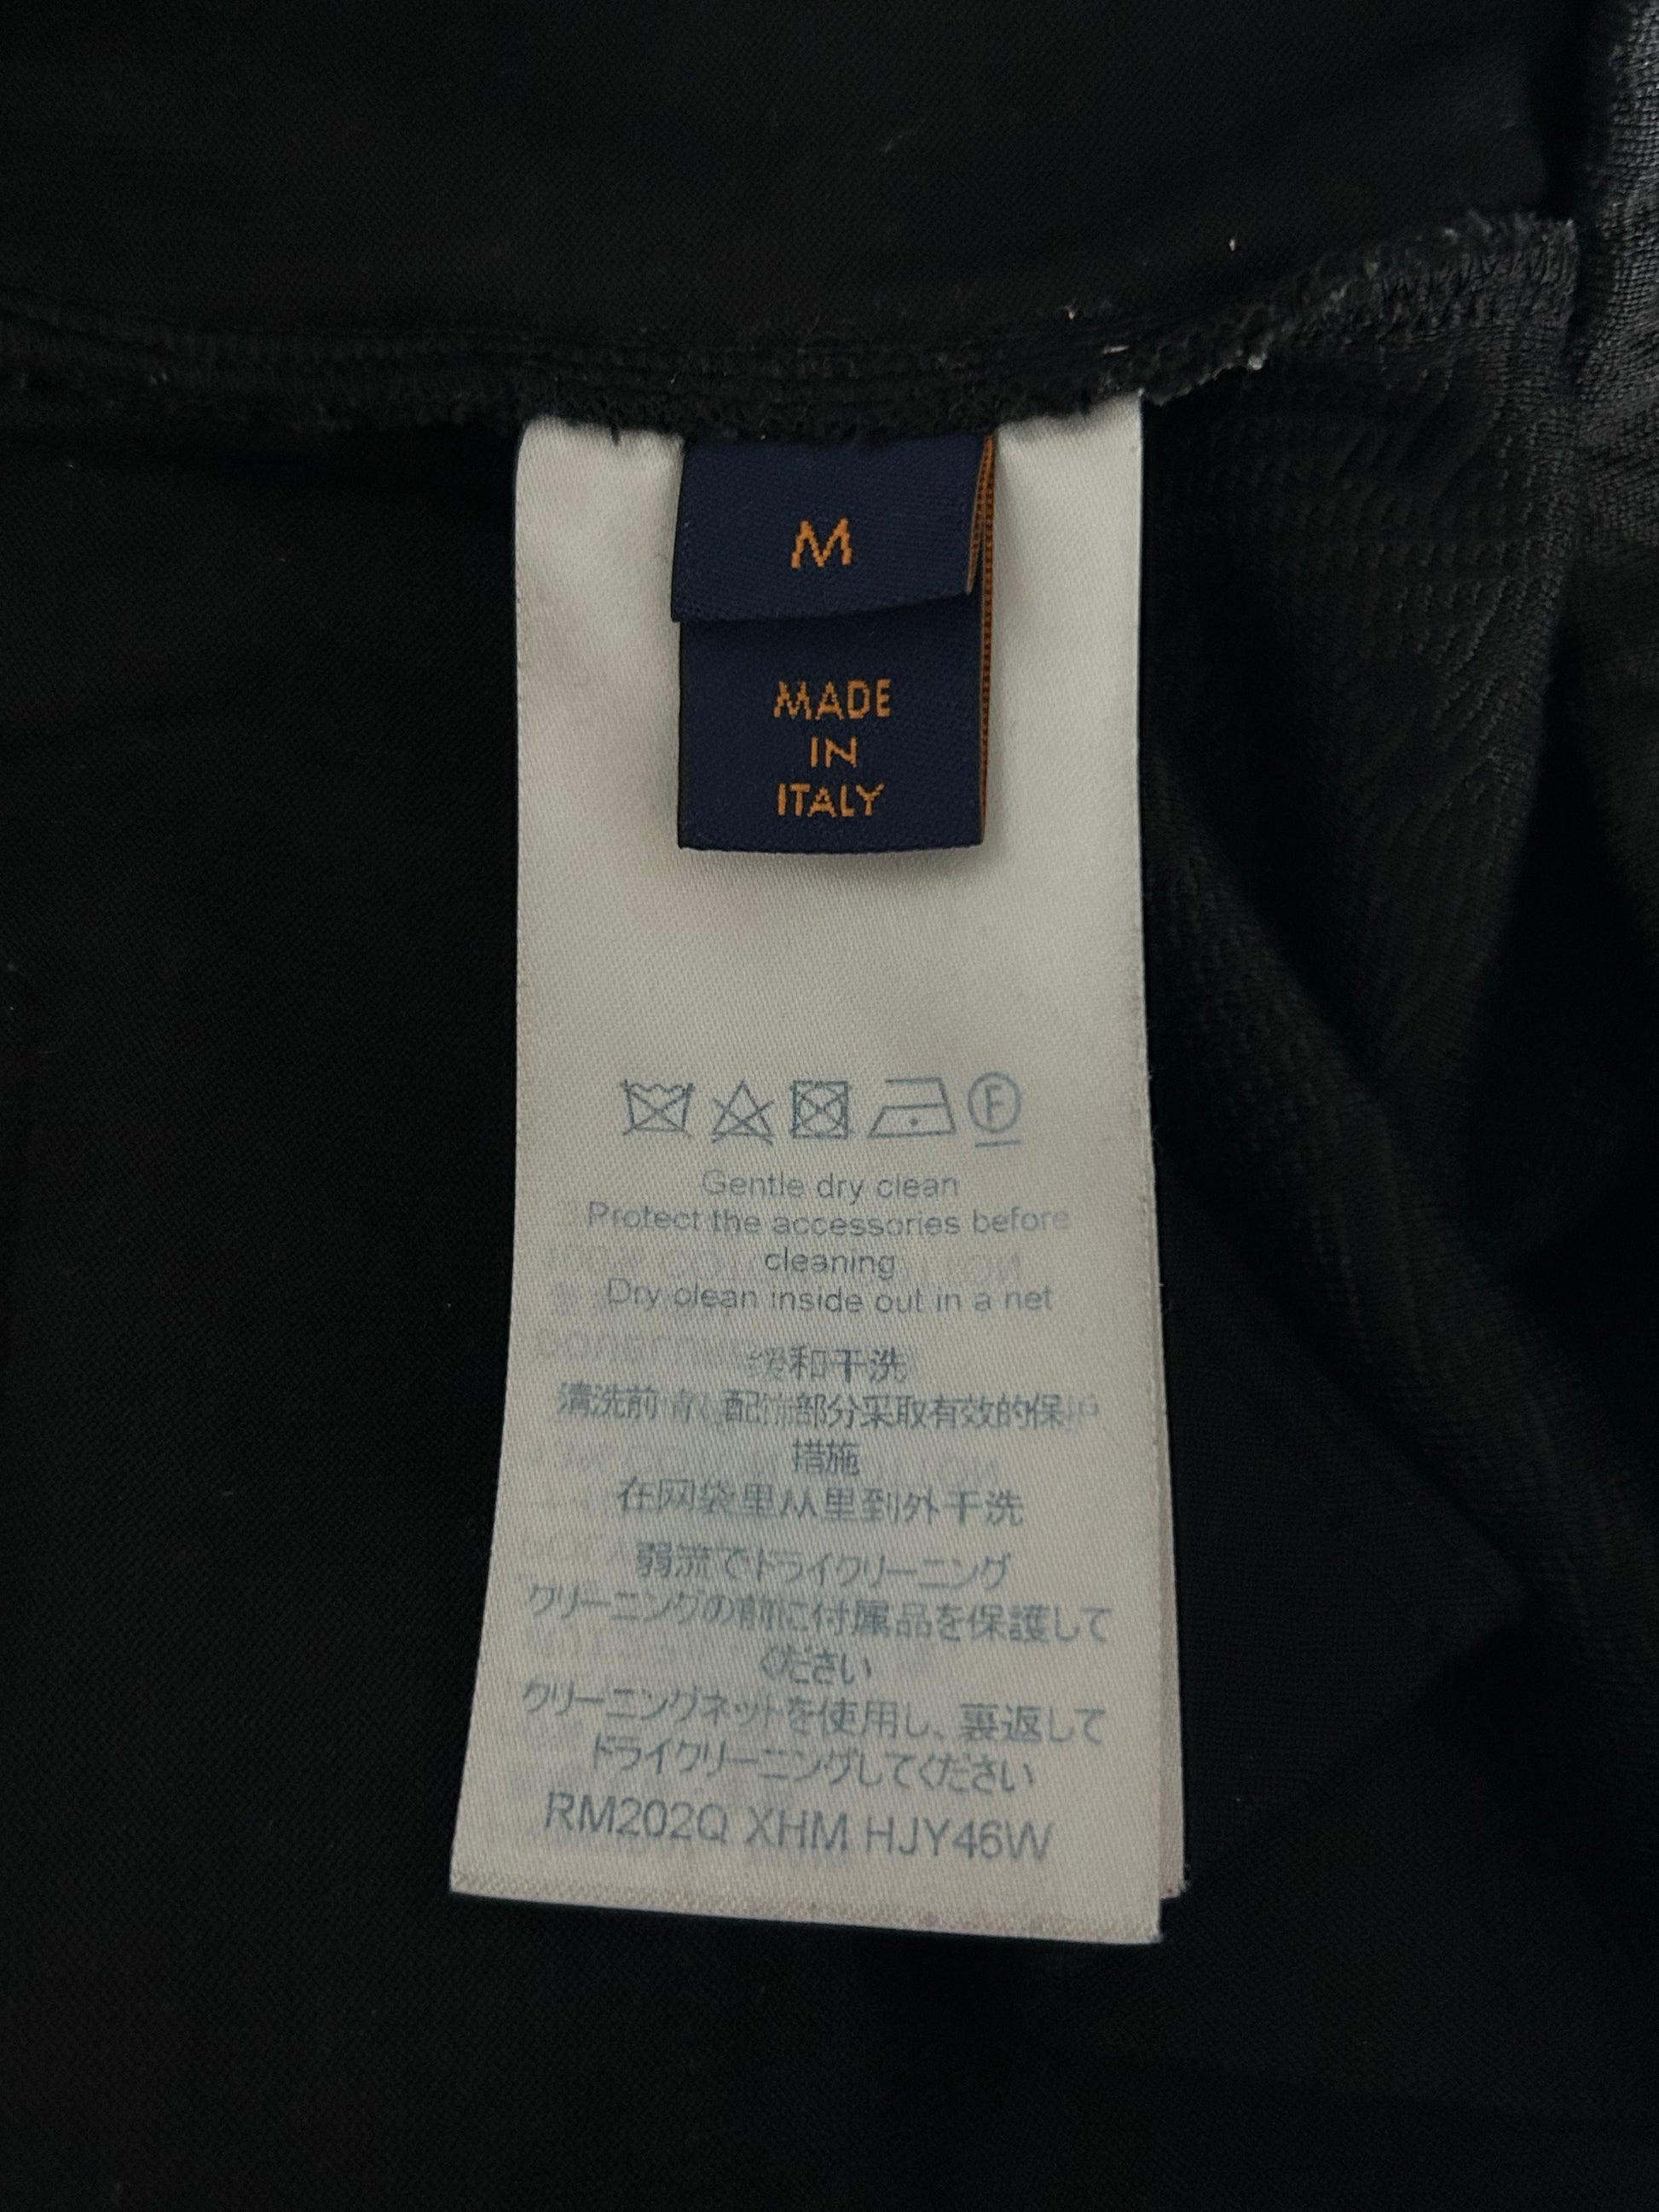 M
MADE
IN
ITALY
F
Gentle dry clean
Protect the accessories before
cleaning
Dry clean inside out in a net
缓和干洗
清洗前请对配饰部分采取有效的保护
措施
在网袋里从里到外干洗
弱流でドライクリーニング
クリーニングの前に付属品を保護して
ください
クリーニングネットを使用し、裏返して
ドライクリーニングしてください
RM202Q XHM HJY46W